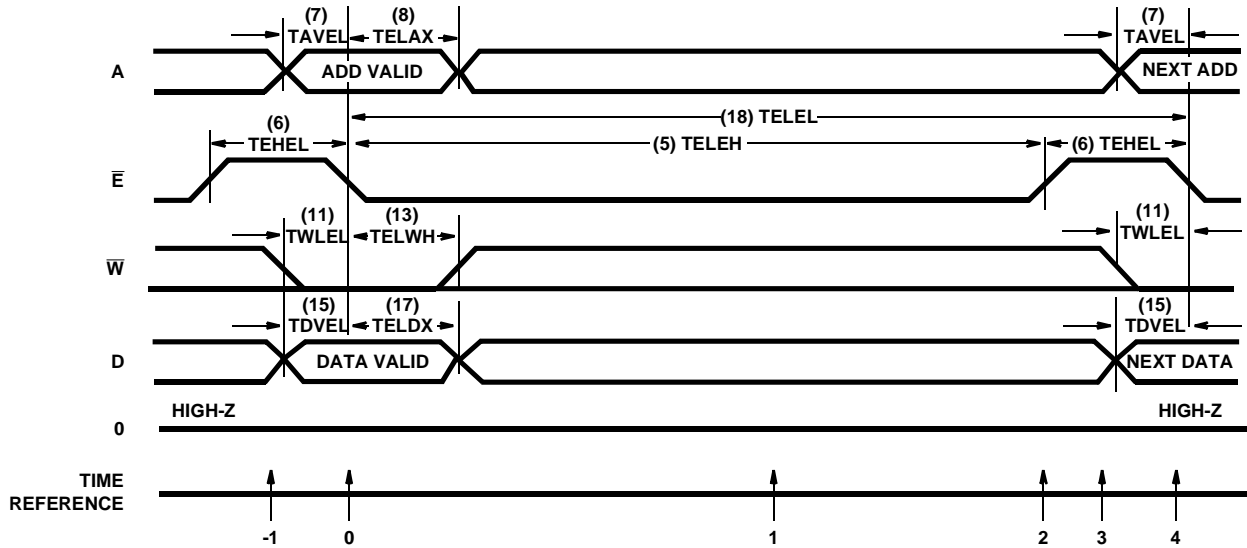 (7) (8) (7)
TAVEL TELAX TAVEL
A ADD VALID NEXT ADD
(18) TELEL
(6) (5) TELEH (6) TEHEL
TEHEL
E
(11) (13) (11)
TWLEL TELWH TWLEL
W
(15) (17) (15)
TDVEL TELDX TDVEL
D DATA VALID NEXT DATA
HIGH-Z HIGH-Z
0
TIME
REFERENCE
-1 0 1 2 3 4